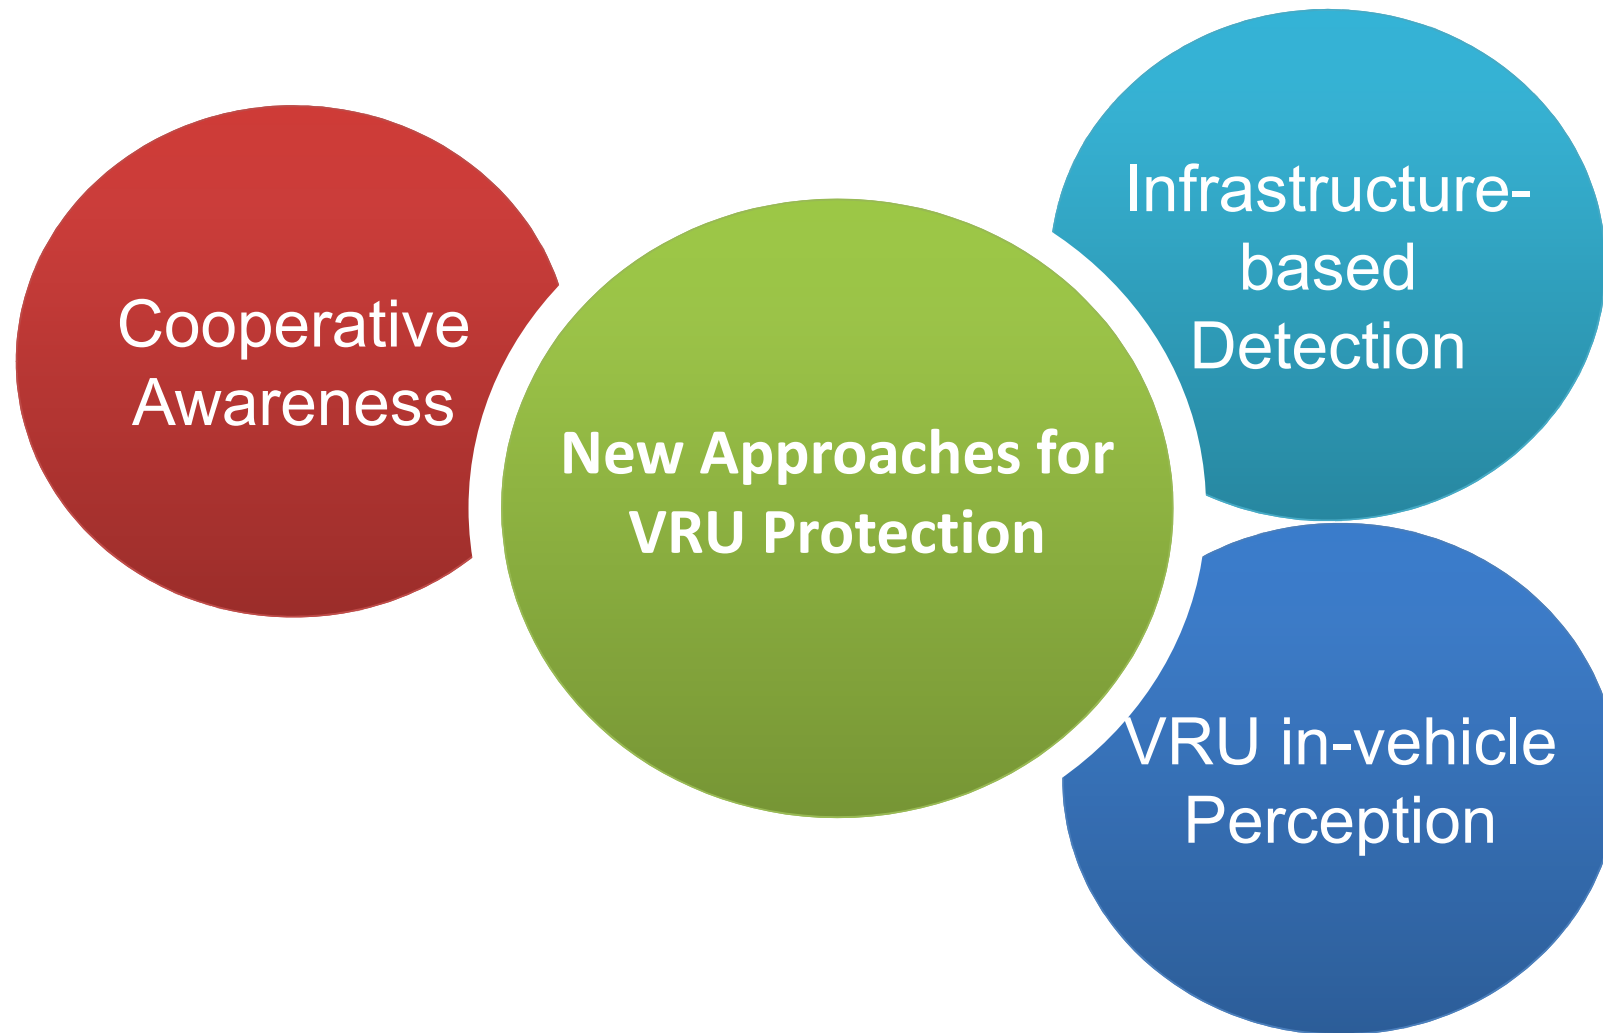 Cooperative
Awareness
New Approaches for
VRU Protection
Infrastructure-
based
Detection
VRU in-vehicle
Perception